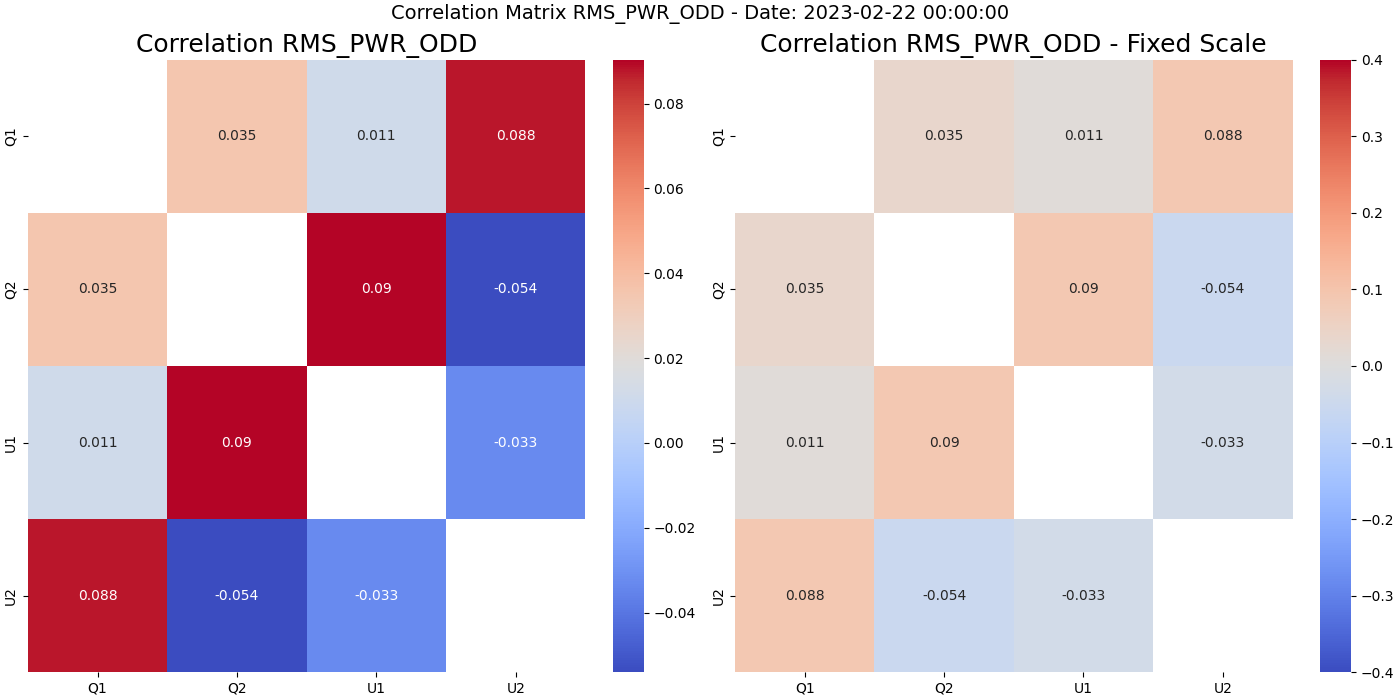 Correlation Matrix RMS_PWR_ODD - Date: 2023-02-22 00:00:00
Correlation RMS_PWR_ODD
Q1
0.035
0.011
0.088
Q2
0.035
0.09
-0.054
U1
0.011
0.09
-0.033
U2
0.088
-0.054
-0.033
Q1
Q2
U1
U2
0.08
0.06
0.04
0.02
0.00
−0.02
−0.04
Correlation RMS_PWR_ODD - Fixed Scale
Q1
0.035
0.011
0.088
Q2
0.035
0.09
-0.054
U1
0.011
0.09
-0.033
U2
0.088
-0.054
-0.033
Q1
Q2
U1
U2
0.4
0.3
0.2
0.1
0.0
−0.1
−0.2
−0.3
−0.4